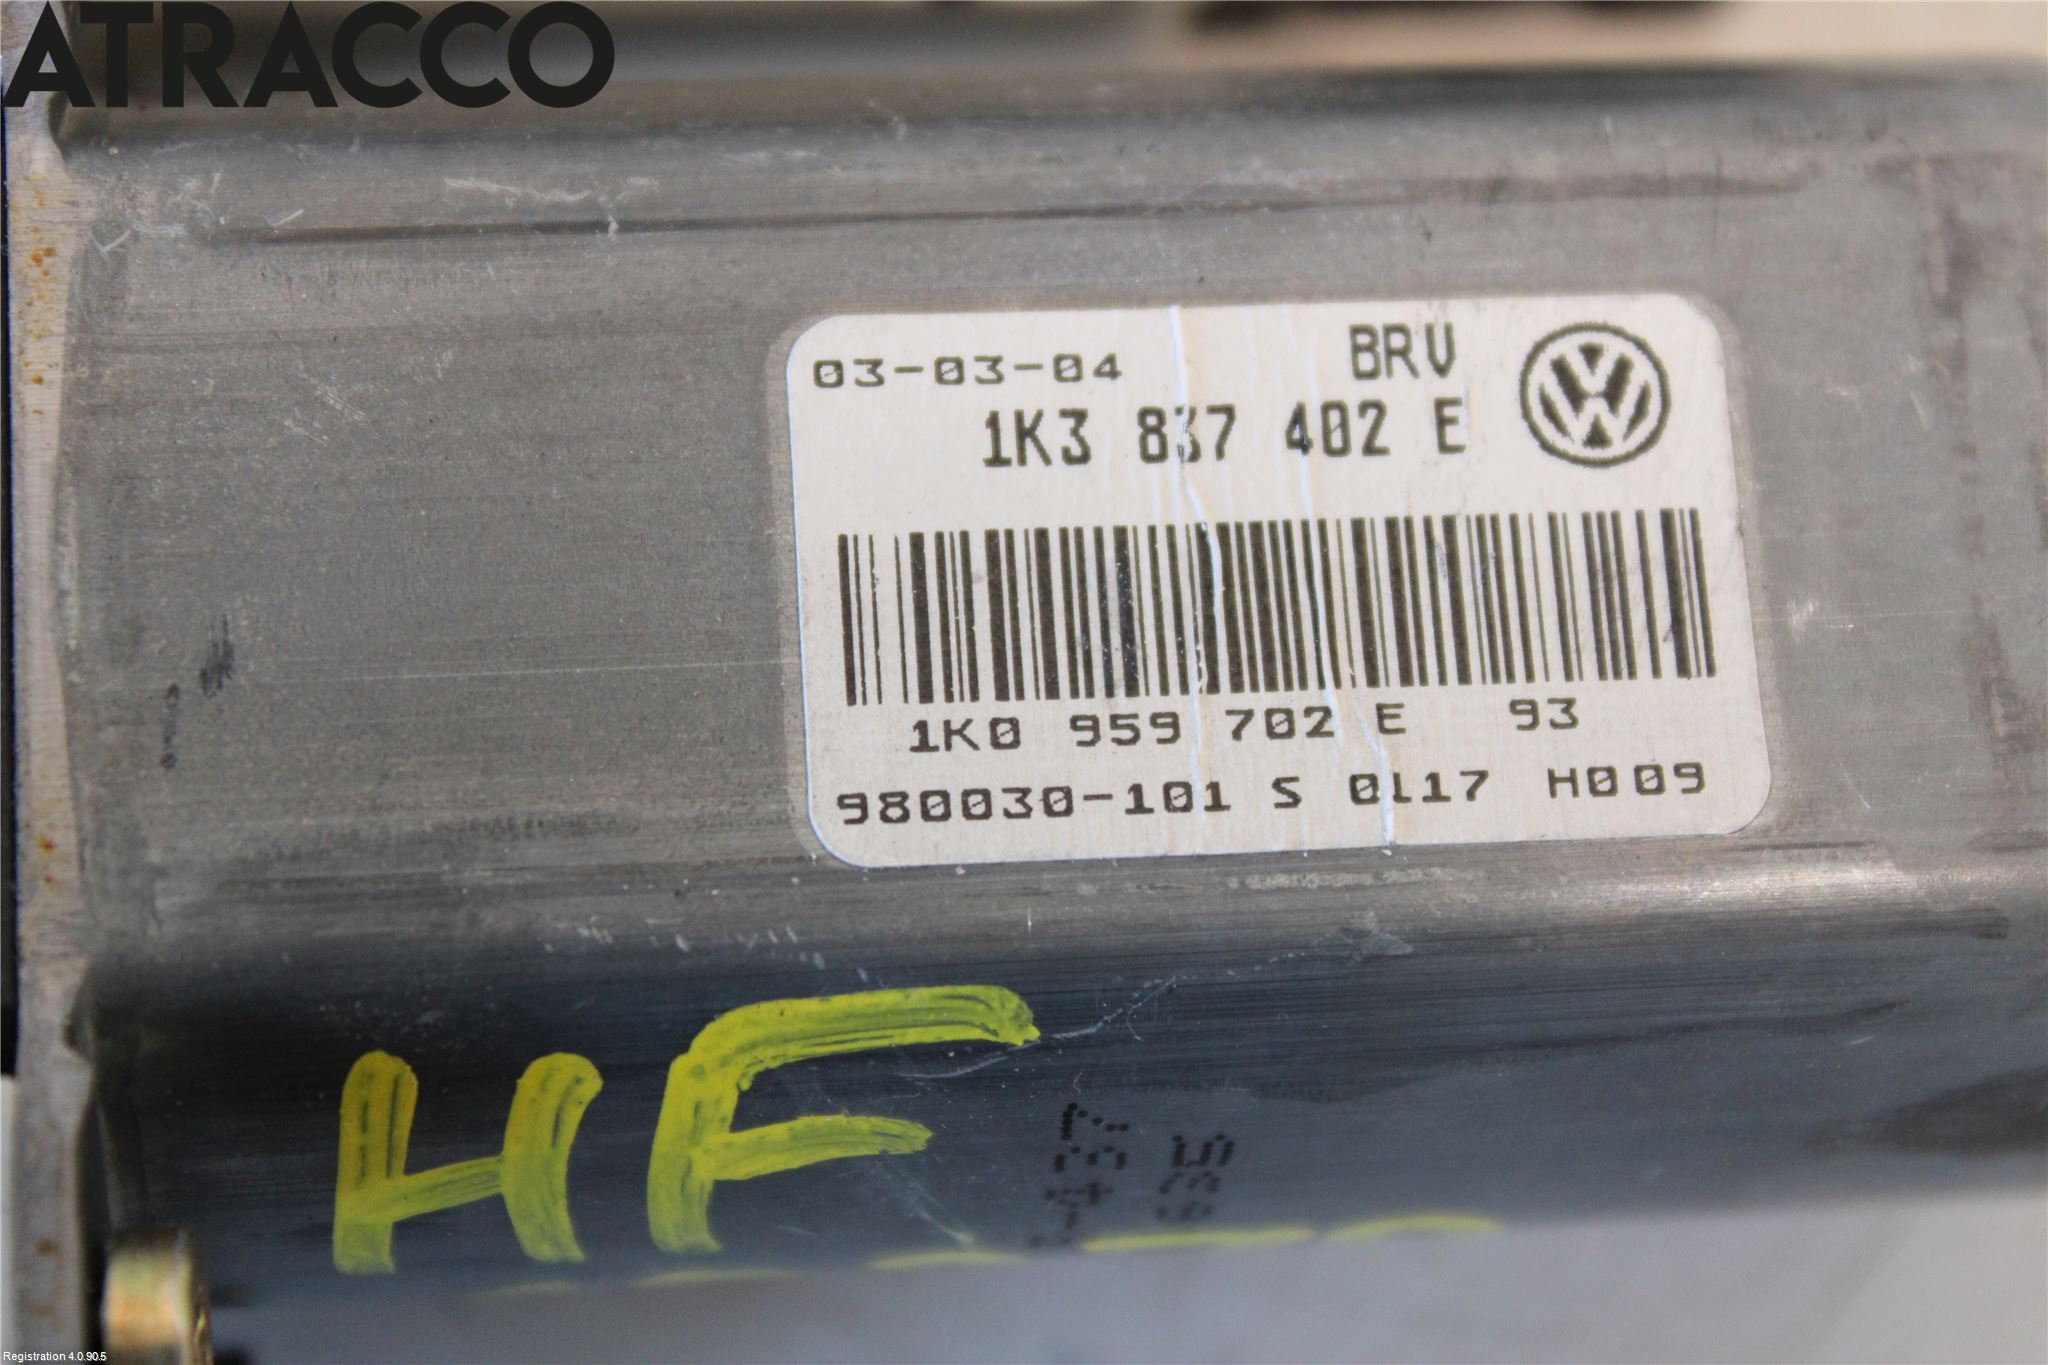 ATRACCO
03-03-04 BRV
1K3 837 402 E
1K0 959 702 E 93
980030-101 S 0117 H009
HF
Registration 4.0.90.5